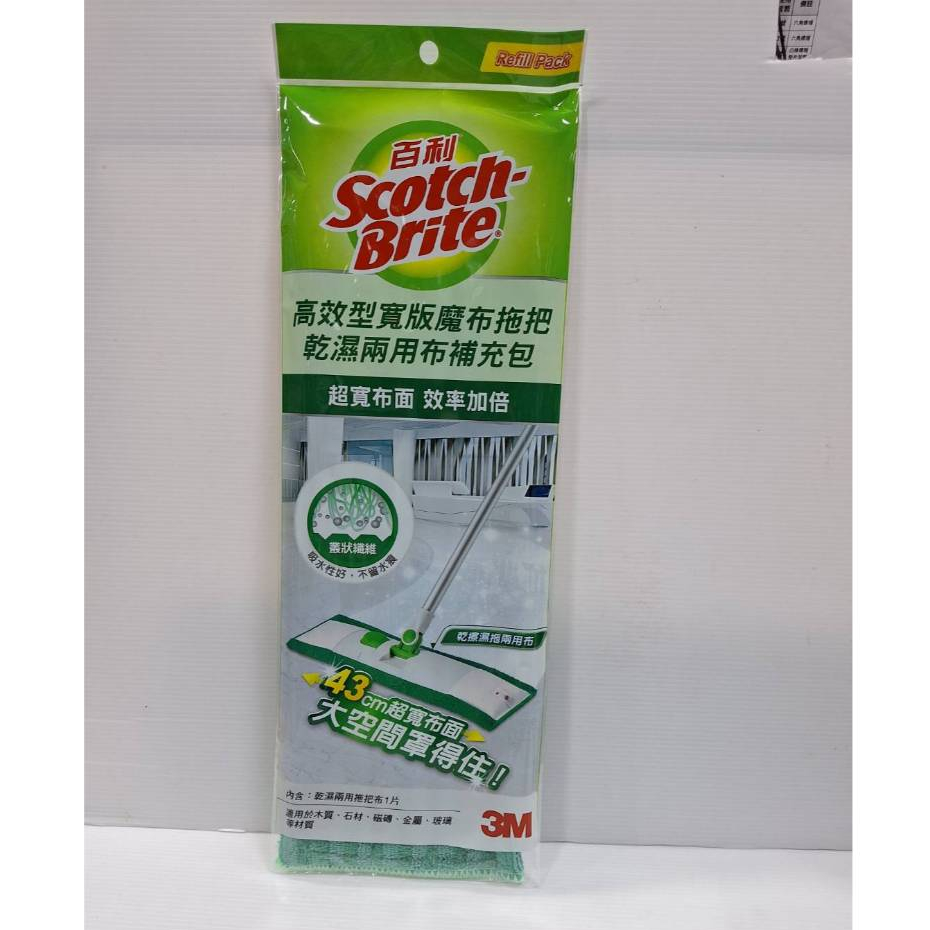 Refill Pack
百利
Scotch-
Brite
高效型寬版魔布拖把
乾濕兩用布補充包
超寬布面 效率加倍
叢狀纖維
吸水性好，不留水痕
乾擦濕拖兩用布
43cm超寬布面
大空間罩得住！
內含：乾濕兩用拖把布1片
適用於木質、石材、磁磚、金屬、玻璃
等材質
3M